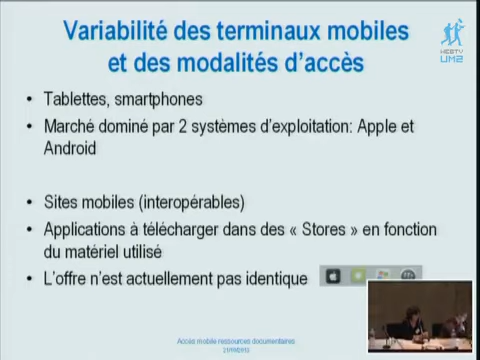 Variabilité des terminaux mobiles
et des modalités d'accès
WEBTV
UM2
• Tablettes, smartphones
• Marché dominé par 2 systèmes d'exploitation: Apple et
Android
• Sites mobiles (interopérables)
• Applications à télécharger dans des « Stores » en fonction
du matériel utilisé
• L'offre n'est actuellement pas identique
Accès mobile ressources documentaires